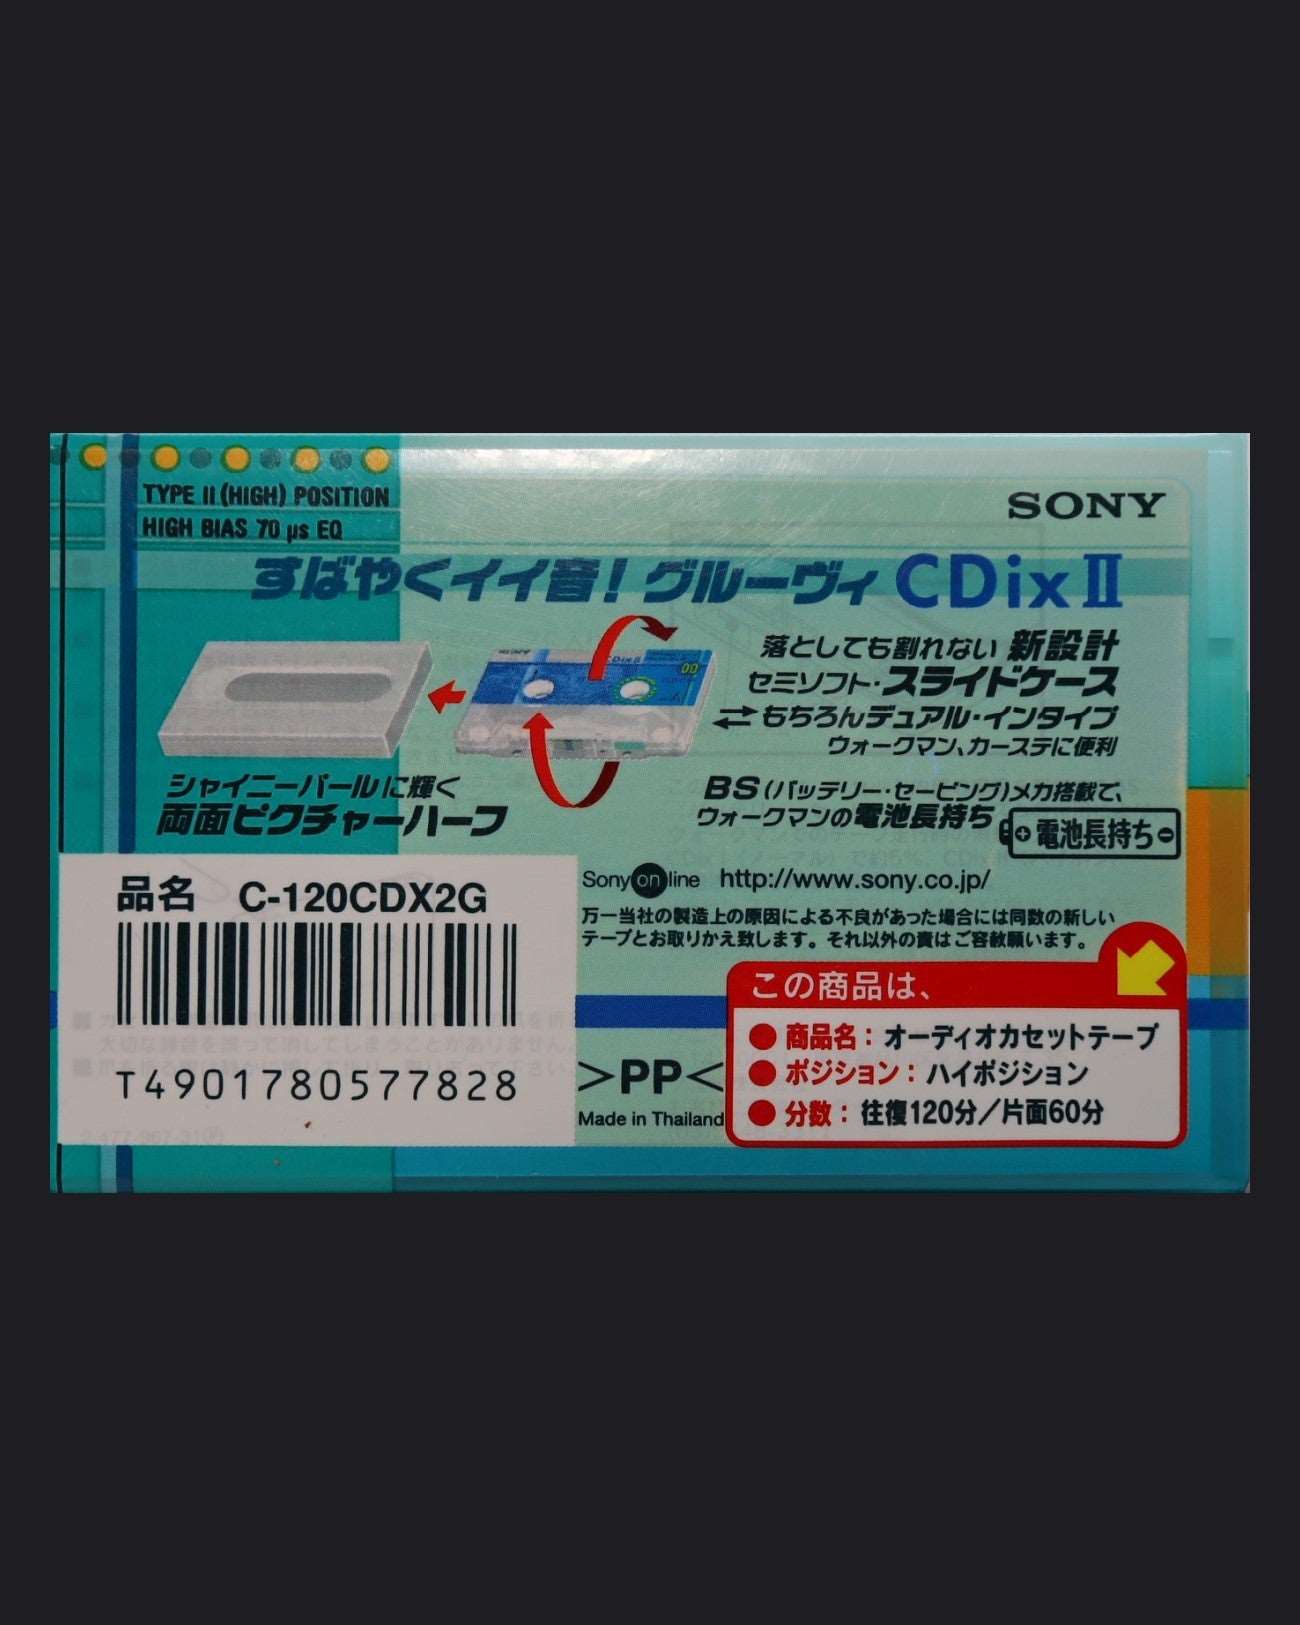 TYPE II (HIGH) POSITION
HIGH BIAS 70 μs EQ
SONY
すばやくイイ音! グルーヴィ CDixⅡ
落としても割れない 新設計
セミソフト・スライドケース
⇄ もちろんデュアル・インタイプ
ウォークマン、カーステに便利
SONY
CDixⅡ
シャイニーパールに輝く
両面ピクチャーハーフ
BS(バッテリー・セービング)メカ搭載で、
ウォークマンの電池長持ち
電池長持ち
Sony on line http://www.sony.co.jp/
万一当社の製造上の原因による不良があった場合には同数の新しい
テープとお取りかえ致します。それ以外の責はご容赦願います。
品名 C-120CDX2G
T4901780577828
>PP<
Made in Thailand
この商品は、
●商品名:オーディオカセットテープ
●ポジション:ハイポジション
●分数:往復120分/片面60分